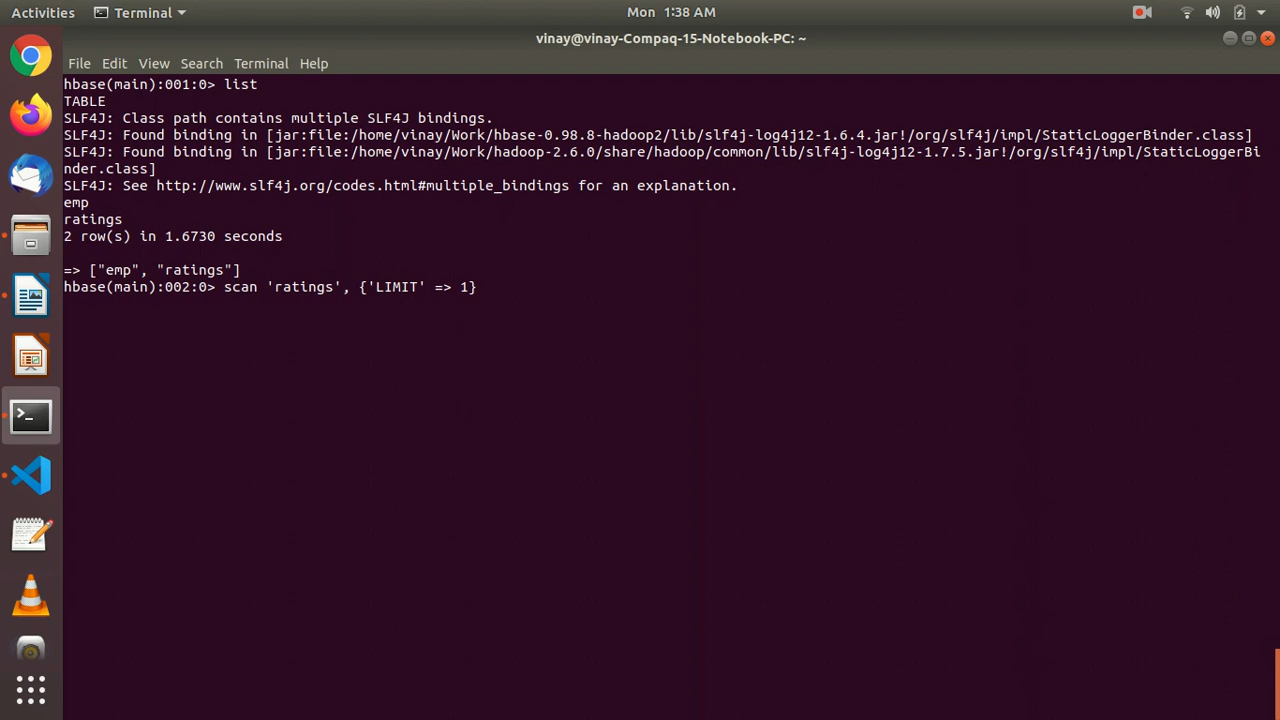 Activities Terminal Mon 1:38 AM
vinay@vinay-Compaq-15-Notebook-PC: ~
File Edit View Search Terminal Help
hbase(main):001:0> list
TABLE
SLF4J: Class path contains multiple SLF4J bindings.
SLF4J: Found binding in [jar:file:/home/vinay/Work/hbase-0.98.8-hadoop2/lib/slf4j-log4j12-1.6.4.jar!/org/slf4j/impl/StaticLoggerBinder.class]
SLF4J: Found binding in [jar:file:/home/vinay/Work/hadoop-2.6.0/share/hadoop/common/lib/slf4j-log4j12-1.7.5.jar!/org/slf4j/impl/StaticLoggerBi
nder.class]
SLF4J: See http://www.slf4j.org/codes.html#multiple_bindings for an explanation.
emp
ratings
2 row(s) in 1.6730 seconds
=> ["emp", "ratings"]
hbase(main):002:0> scan 'ratings', {'LIMIT' => 1}